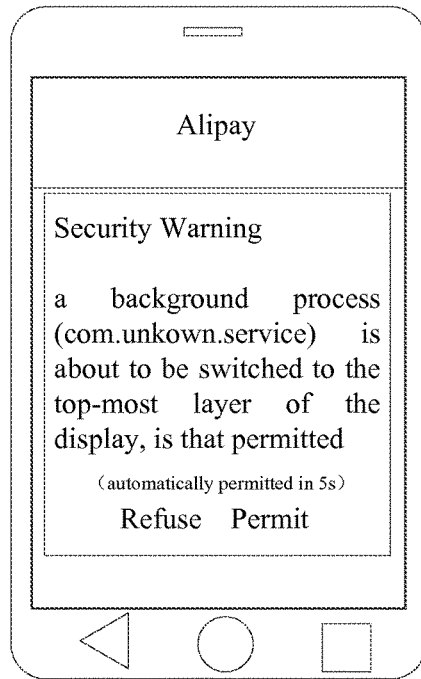 Alipay
Security Warning
a background process
(com.unkown.service) is
about to be switched to the
top-most layer of the
display, is that permitted
（automatically permitted in 5s）
Refuse Permit